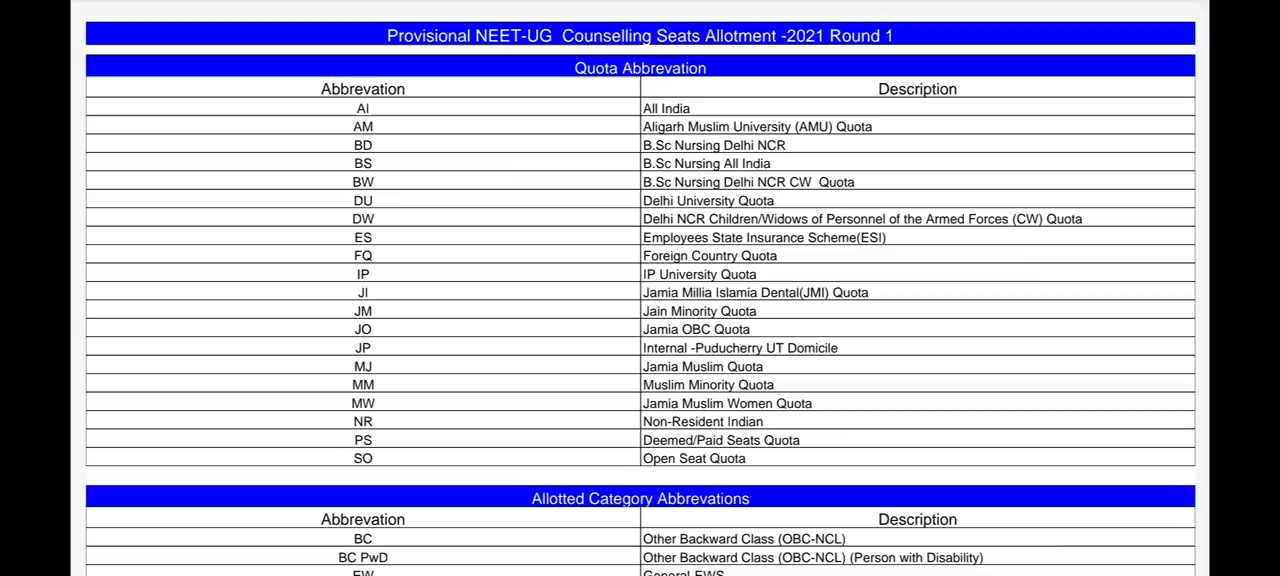 Provisional NEET-UG  Counselling Seats Allotment -2021 Round 1
Quota Abbrevation
Abbrevation Description
AI All India
AM Aligarh Muslim University (AMU) Quota
BD B.Sc Nursing Delhi NCR
BS B.Sc Nursing All India
BW B.Sc Nursing Delhi NCR CW  Quota
DU Delhi University Quota
DW Delhi NCR Children/Widows of Personnel of the Armed Forces (CW) Quota
ES Employees State Insurance Scheme(ESI)
FQ Foreign Country Quota
IP IP University Quota
JI Jamia Millia Islamia Dental(JMI) Quota
JM Jain Minority Quota
JO Jamia OBC Quota
JP Internal -Puducherry UT Domicile
MJ Jamia Muslim Quota
MM Muslim Minority Quota
MW Jamia Muslim Women Quota
NR Non-Resident Indian
PS Deemed/Paid Seats Quota
SO Open Seat Quota
Allotted Category Abbrevations
Abbrevation Description
BC Other Backward Class (OBC-NCL)
BC PwD Other Backward Class (OBC-NCL) (Person with Disability)
EW General EWS